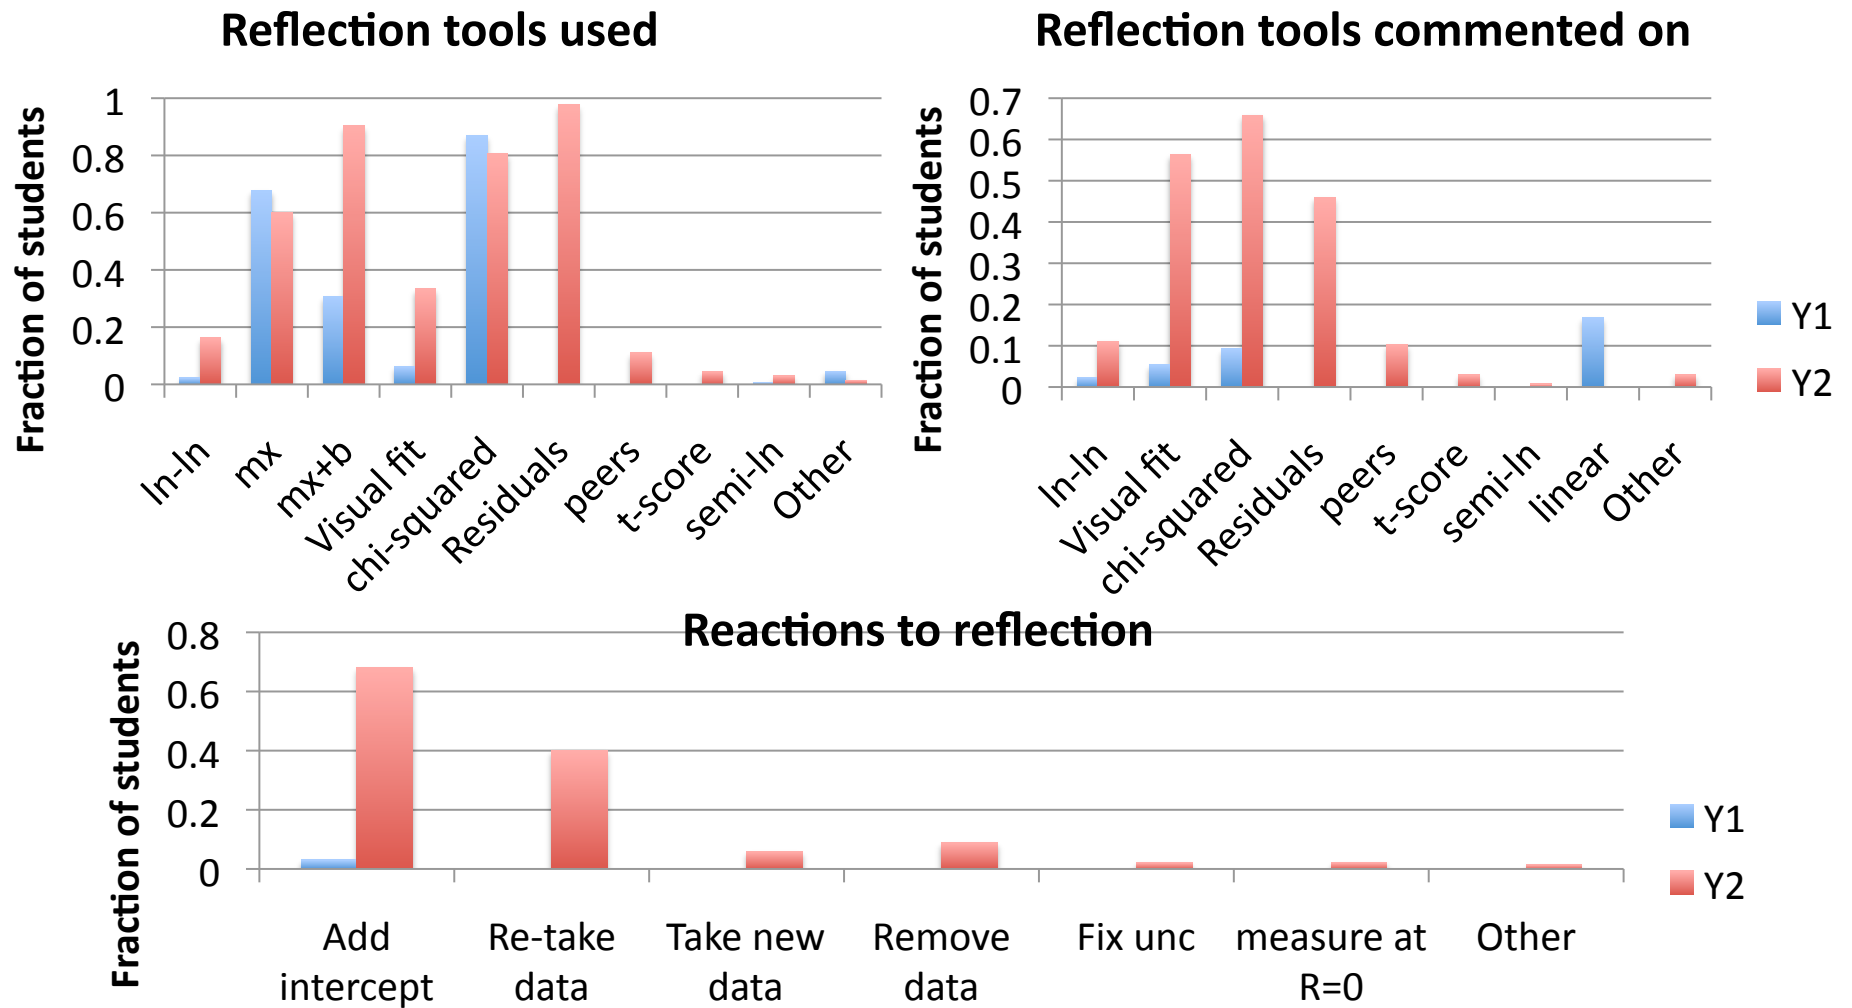 Reflection tools used
Fraction of students
1
0.8
0.6
0.4
0.2
0
ln-ln
mx
mx+b
Visual fit
chi-squared
Residuals
peers
t-score
semi-ln
Other
Reflection tools commented on
Fraction of students
0.7
0.6
0.5
0.4
0.3
0.2
0.1
0
ln-ln
Visual fit
chi-squared
Residuals
peers
t-score
semi-ln
linear
Other
Y1
Y2
Reactions to reflection
Fraction of students
0.8
0.6
0.4
0.2
0
Add
intercept
Re-take
data
Take new
data
Remove
data
Fix unc
measure at
R=0
Other
Y1
Y2